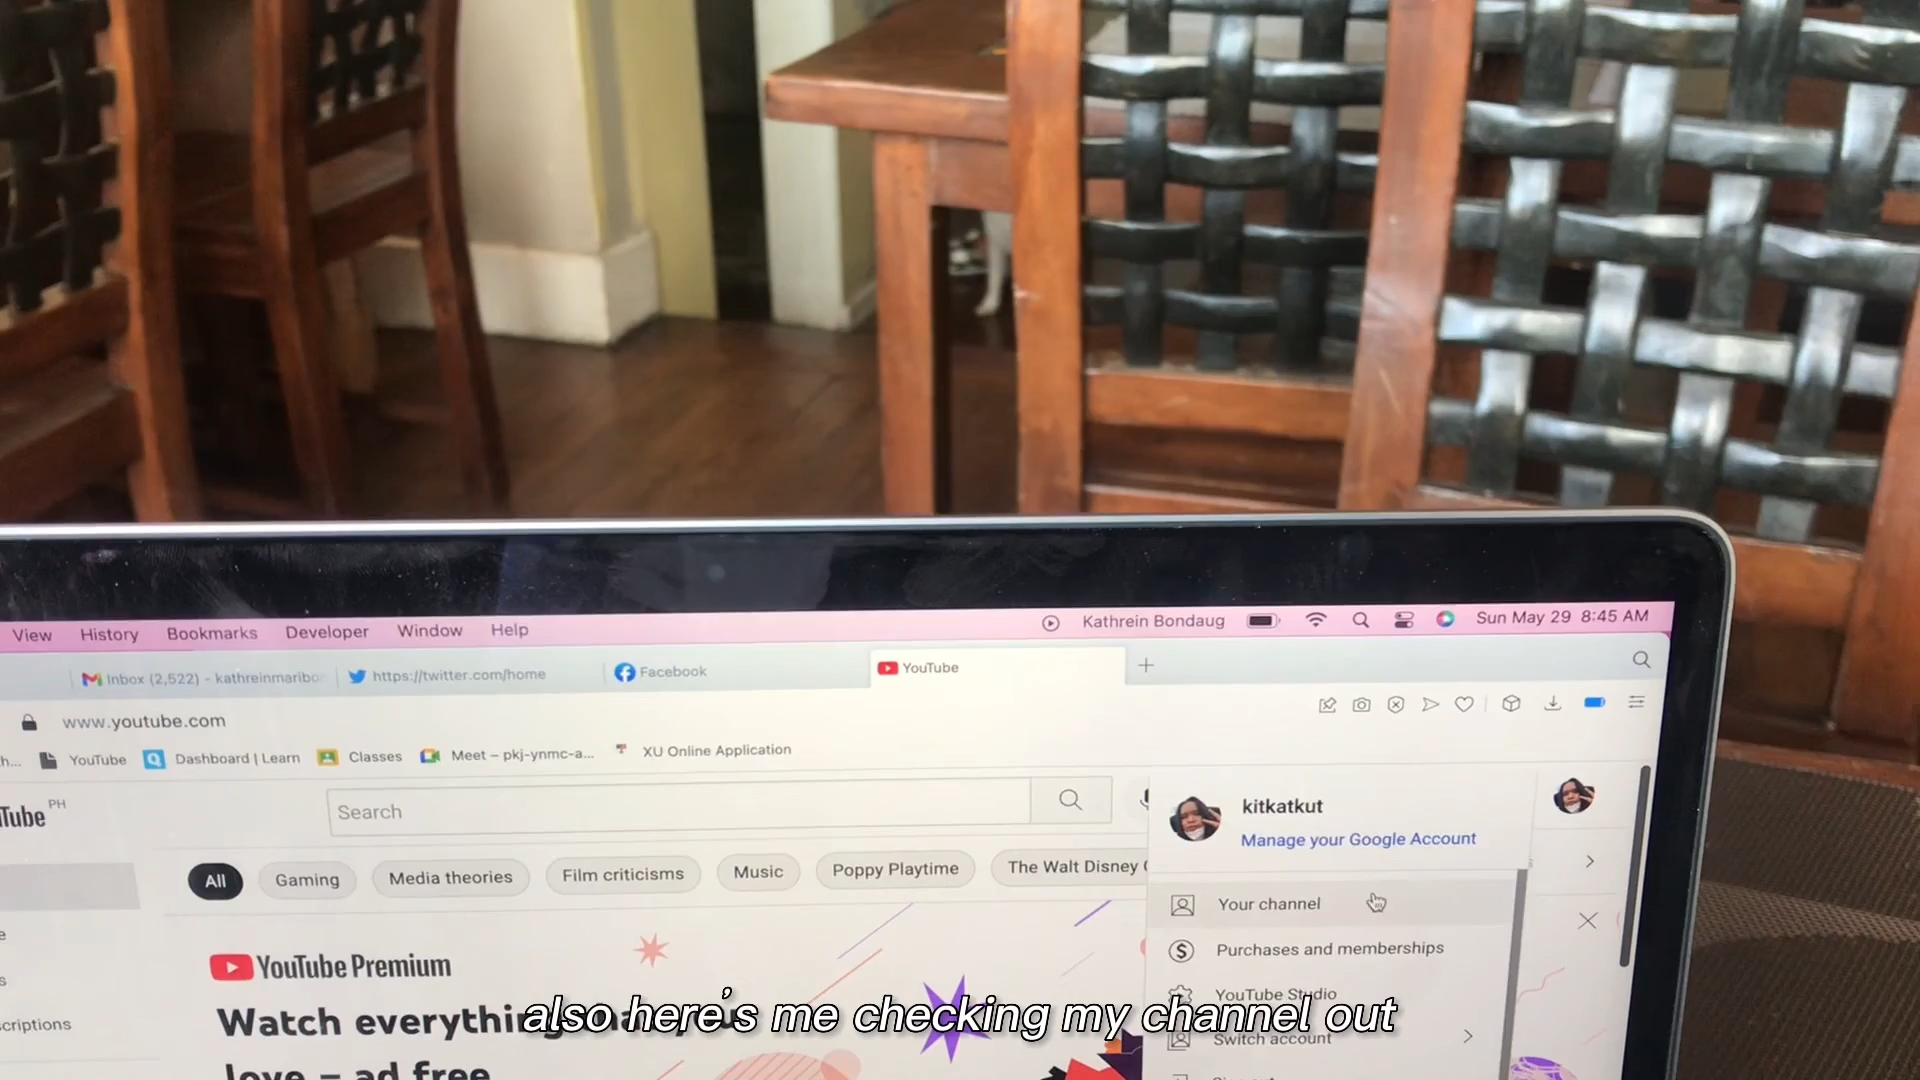 View History Bookmarks Developer Window Help Kathrein Bondaug Sun May 29 8:45 AM
Inbox (2,522) - kathreinmaribo https://twitter.com/home Facebook YouTube
www.youtube.com
h... YouTube Dashboard | Learn Classes Meet – pkj-ynmc-a... XU Online Application
Tube PH
Search
kitkatkut
Manage your Google Account
All Gaming Media theories Film criticisms Music Poppy Playtime The Walt Disney
Your channel
Purchases and memberships
YouTube Studio
Switch account
YouTube Premium
Watch everything
love – ad free
criptions
also here's me checking my channel out